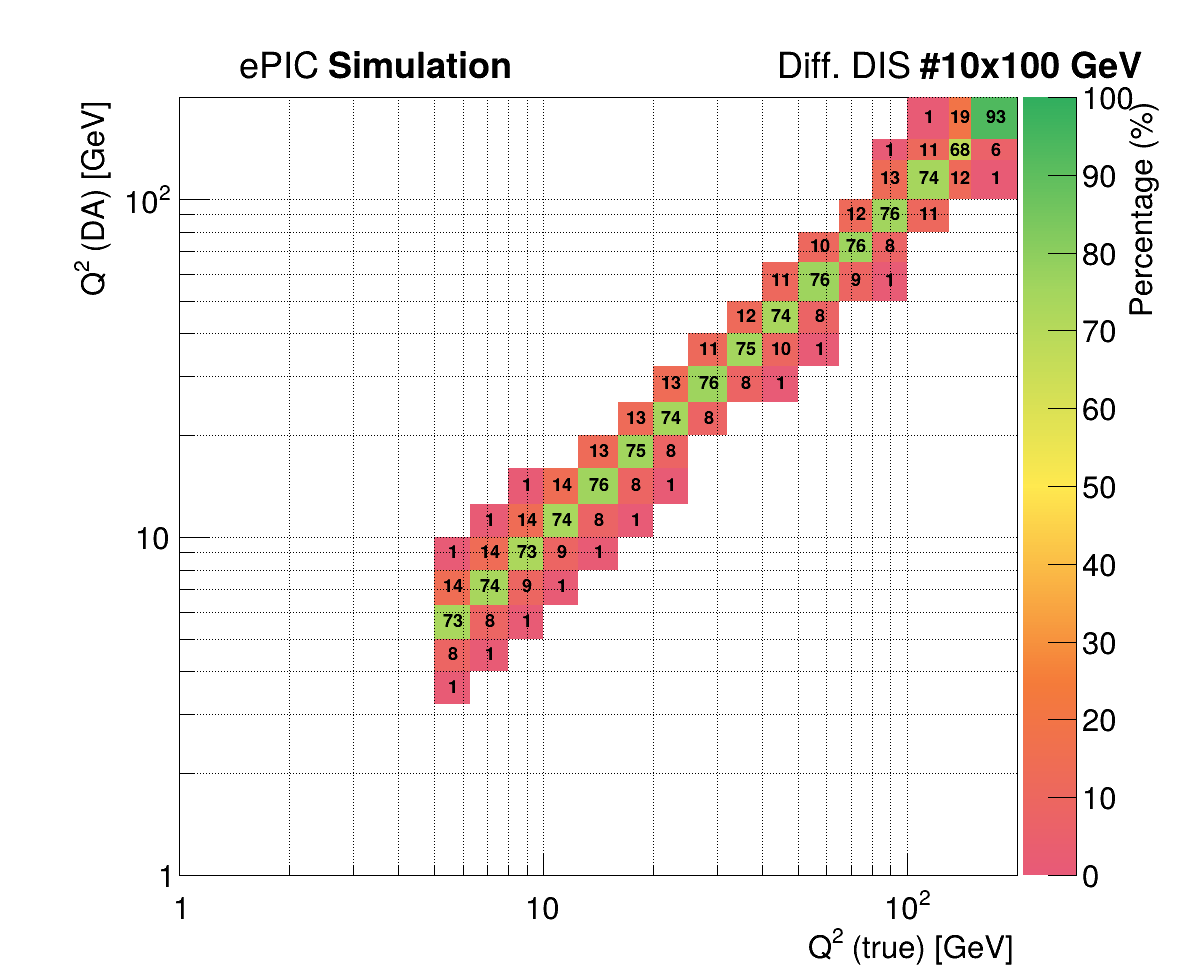 ePIC Simulation
Diff. DIS #10x100 GeV
Q² (DA) [GeV]
10²
10
1
1 19 93
1 11 68 6
13 74 12 1
12 76 11
10 76 8
11 76 9 1
12 74 8
11 75 10 1
13 76 8 1
13 74 8
13 75 8
1 14 76 8 1
1 14 74 8 1
1 14 73 9 1
14 74 9 1
73 8 1
8 1
1
1 10 10²
Q² (true) [GeV]
100
90
80
70
60
50
40
30
20
10
0
Percentage (%)